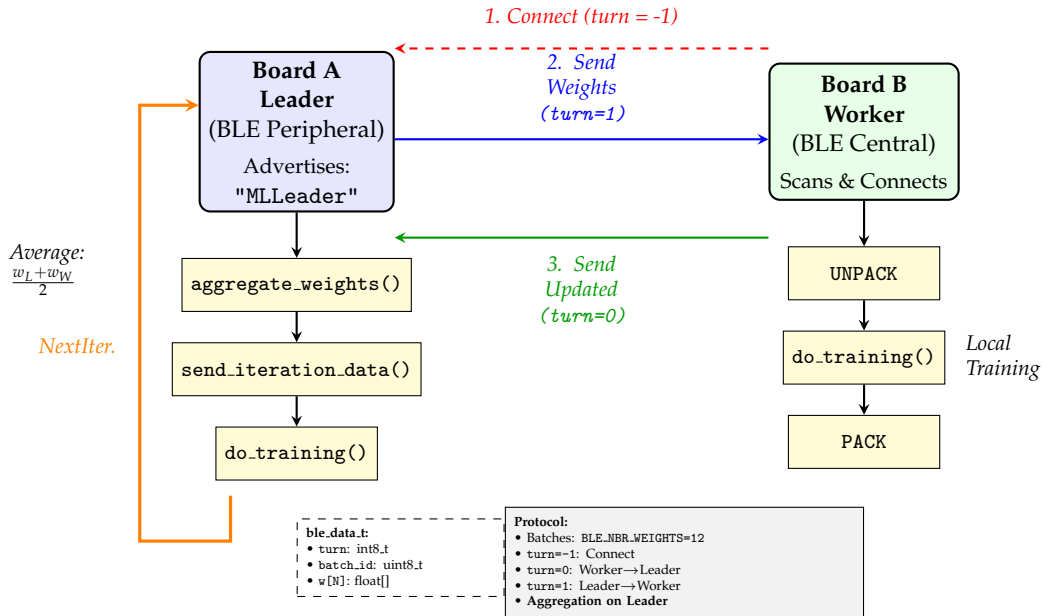 1. Connect (turn = -1)
Board A
Leader
(BLE Peripheral)
Advertises:
"MLLeader"
2. Send
Weights
(turn=1)
Board B
Worker
(BLE Central)
Scans & Connects
Average:
w_L+w_W
2
NextIter.
aggregate_weights()
send_iteration_data()
do_training()
3. Send
Updated
(turn=0)
UNPACK
do_training()
PACK
Local
Training
ble_data_t:
• turn: int8_t
• batch_id: uint8_t
• w[N]: float[]
Protocol:
• Batches: BLE_NBR_WEIGHTS=12
• turn=-1: Connect
• turn=0: Worker→Leader
• turn=1: Leader→Worker
• Aggregation on Leader